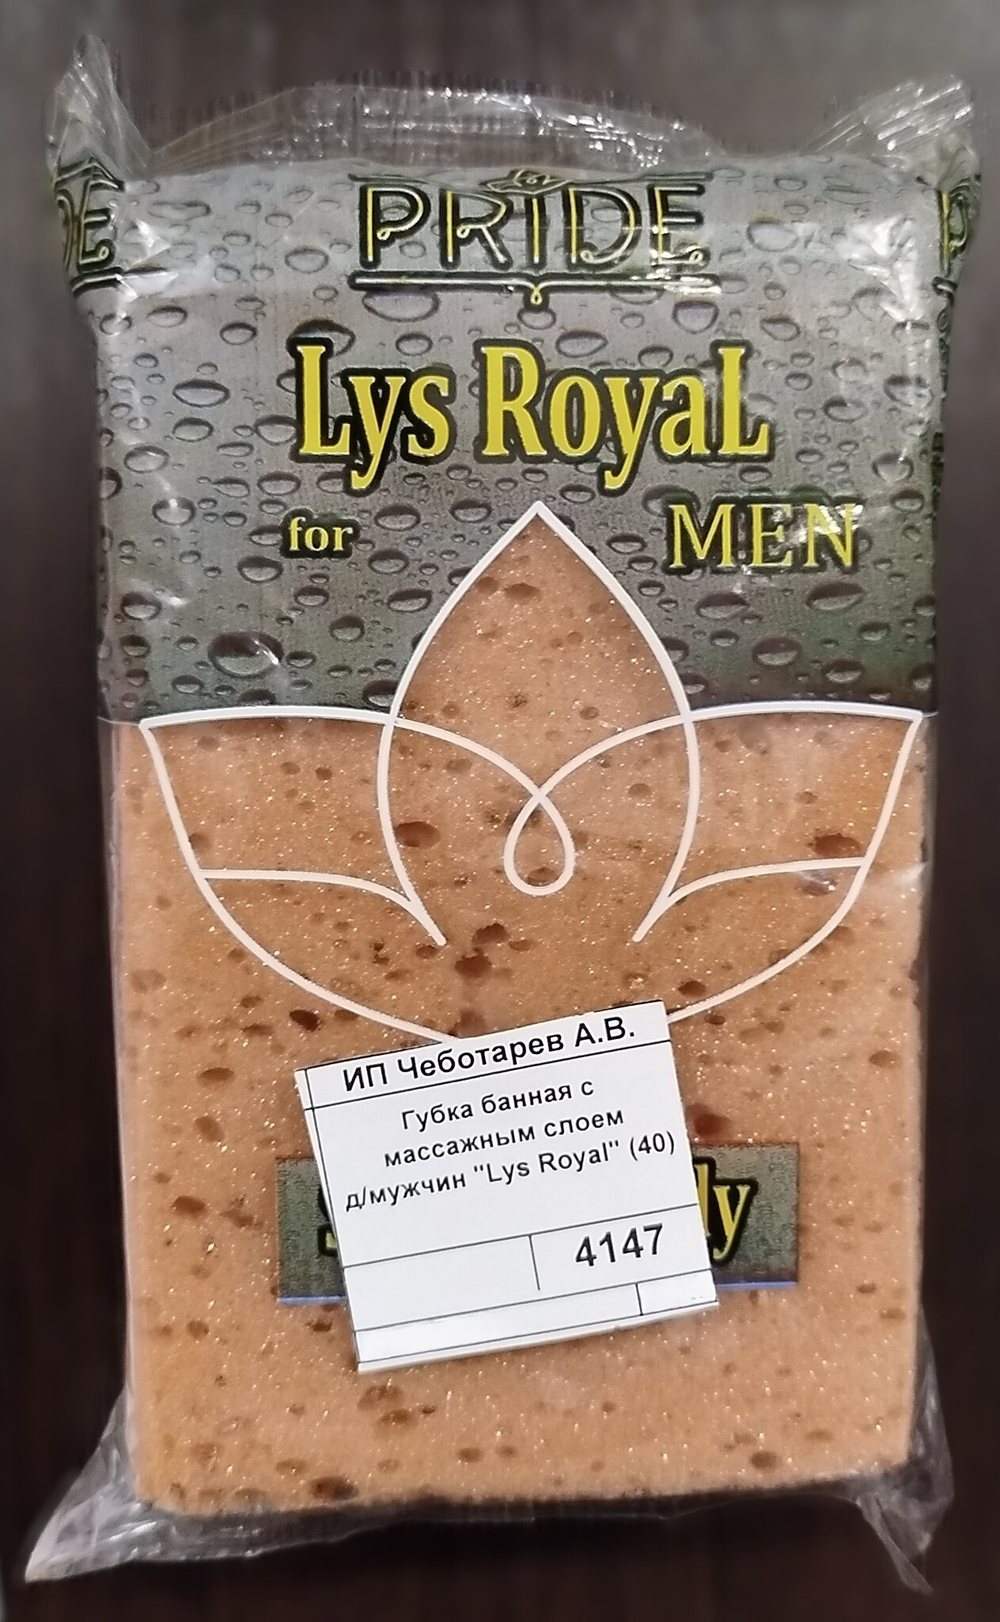 PRIDE
Lys RoyaL
for MEN
ИП Чеботарев А.В.
Губка банная с
массажным слоем
д/мужчин "Lys Royal" (40)
4147